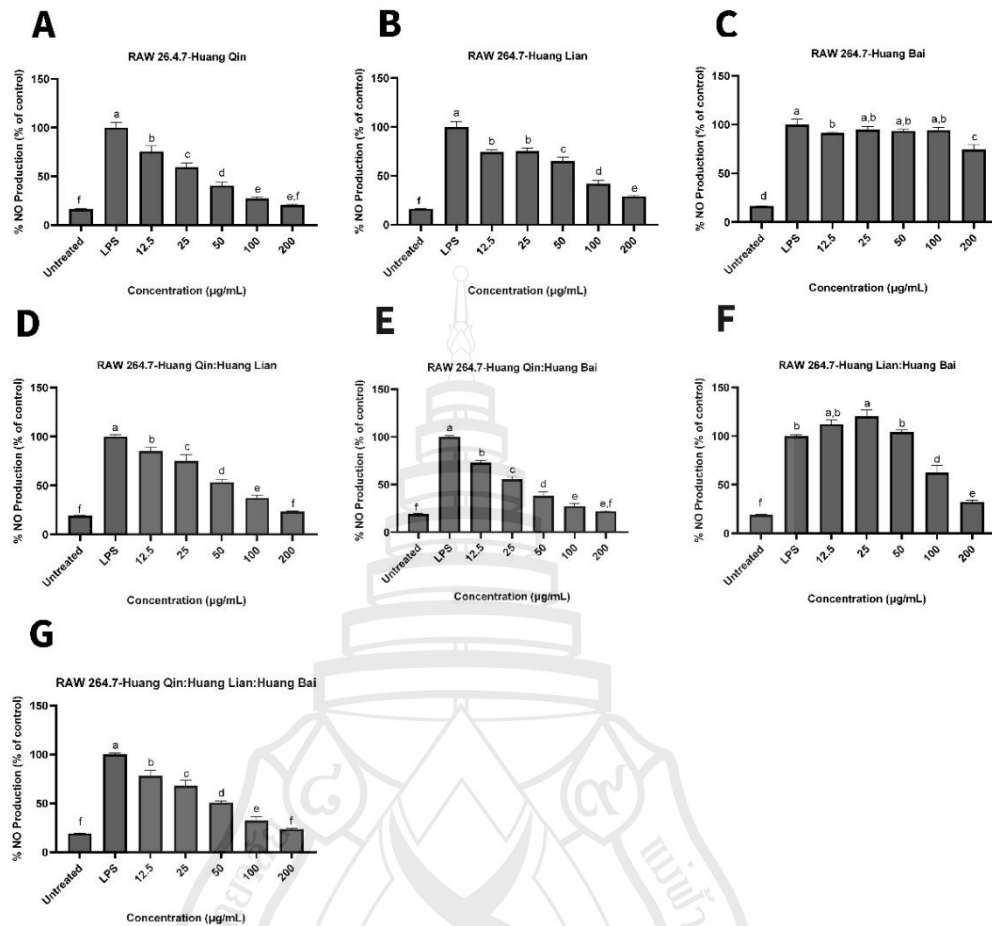 A
RAW 26.4.7-Huang Qin
% NO Production (% of control)
150
100
50
0
f
a
b
c
d
e
e,f
Untreated
LPS
12.5
25
50
100
200
Concentration (µg/mL)
B
RAW 264.7-Huang Lian
% NO Production (% of control)
150
100
50
0
f
a
b
b
c
d
e
Untreated
LPS
12.5
25
50
100
200
Concentration (µg/mL)
C
RAW 264.7-Huang Bai
% NO Production (% of control)
150
100
50
0
d
a
b
a,b
a,b
a,b
c
Untreated
LPS
12.5
25
50
100
200
Concentration (µg/mL)
D
RAW 264.7-Huang Qin:Huang Lian
% NO Production (% of control)
150
100
50
0
f
a
b
c
d
e
f
Untreated
LPS
12.5
25
50
100
200
Concentration (µg/mL)
E
RAW 264.7-Huang Qin:Huang Bai
% NO Production (% of control)
150
100
50
0
f
a
b
c
d
e
e,f
Untreated
LPS
12.5
25
50
100
200
Concentration (µg/mL)
F
RAW 264.7-Huang Lian:Huang Bai
% NO Production (% of control)
150
100
50
0
f
b
a,b
a
b
d
e
Untreated
LPS
12.5
25
50
100
200
Concentration (µg/mL)
G
RAW 264.7-Huang Qin:Huang Lian:Huang Bai
% NO Production (% of control)
150
100
50
0
f
a
b
c
d
e
f
Untreated
LPS
12.5
25
50
100
200
Concentration (µg/mL)